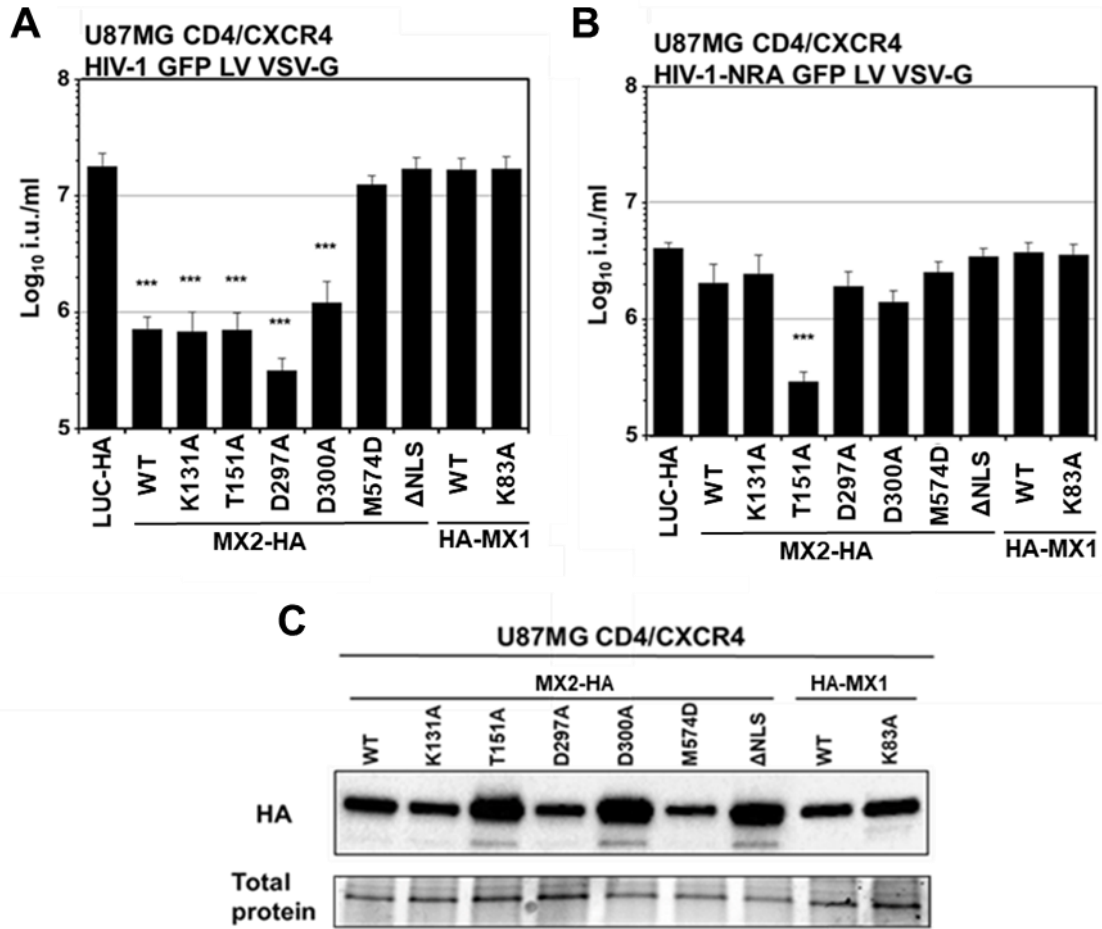 A
U87MG CD4/CXCR4
HIV-1 GFP LV VSV-G
8
7
6
5
Log10 i.u./ml
***
***
***
***
***
LUC-HA
WT
K131A
T151A
D297A
D300A
M574D
ΔNLS
WT
K83A
MX2-HA
HA-MX1
B
U87MG CD4/CXCR4
HIV-1-NRA GFP LV VSV-G
8
7
6
5
Log10 i.u./ml
***
LUC-HA
WT
K131A
T151A
D297A
D300A
M574D
ΔNLS
WT
K83A
MX2-HA
HA-MX1
C
U87MG CD4/CXCR4
MX2-HA
HA-MX1
WT
K131A
T151A
D297A
D300A
M574D
ΔNLS
WT
K83A
HA
Total
protein